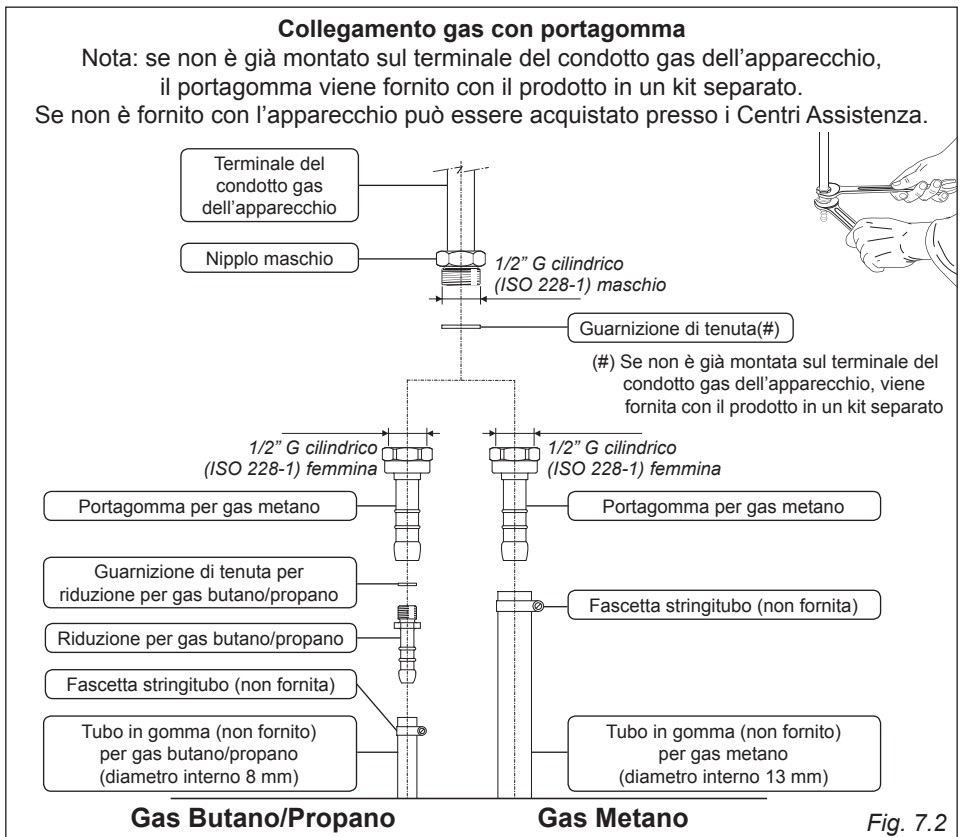 Collegamento gas con portagomma
Nota: se non è già montato sul terminale del condotto gas dell'apparecchio,
il portagomma viene fornito con il prodotto in un kit separato.
Se non è fornito con l'apparecchio può essere acquistato presso i Centri Assistenza.
Terminale del
condotto gas
dell'apparecchio
Nipplo maschio
1/2" G cilindrico
(ISO 228-1) maschio
Guarnizione di tenuta(#)
(#) Se non è già montata sul terminale del
condotto gas dell'apparecchio, viene
fornita con il prodotto in un kit separato
1/2" G cilindrico
(ISO 228-1) femmina
1/2" G cilindrico
(ISO 228-1) femmina
Portagomma per gas metano
Portagomma per gas metano
Guarnizione di tenuta per
riduzione per gas butano/propano
Fascetta stringitubo (non fornita)
Riduzione per gas butano/propano
Fascetta stringitubo (non fornita)
Tubo in gomma (non fornito)
per gas butano/propano
(diametro interno 8 mm)
Tubo in gomma (non fornito)
per gas metano
(diametro interno 13 mm)
Gas Butano/Propano
Gas Metano
Fig. 7.2